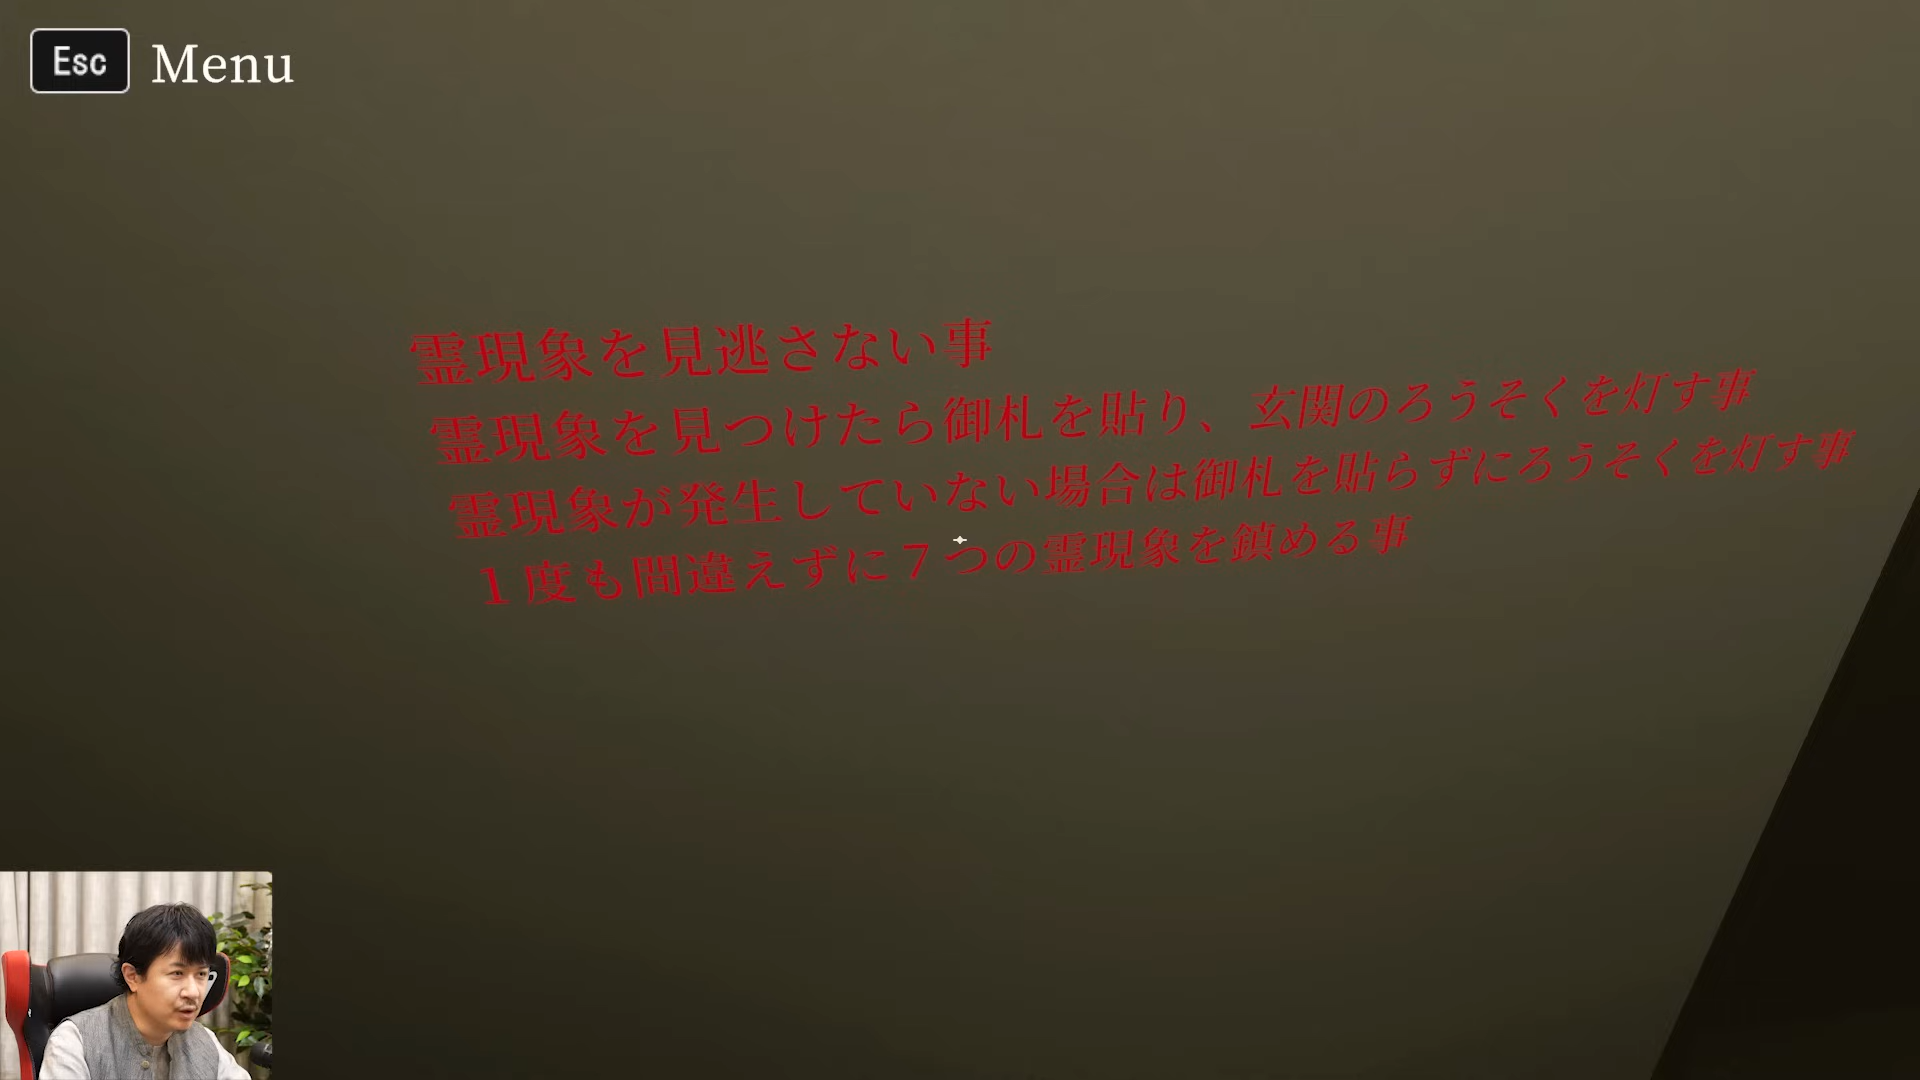 Esc Menu
霊現象を見逃さない事
霊現象を見つけたら御札を貼り、玄関のろうそくを灯す事
霊現象が発生していない場合は御札を貼らずにろうそくを灯す事
１度も間違えずに７つの霊現象を鎮める事